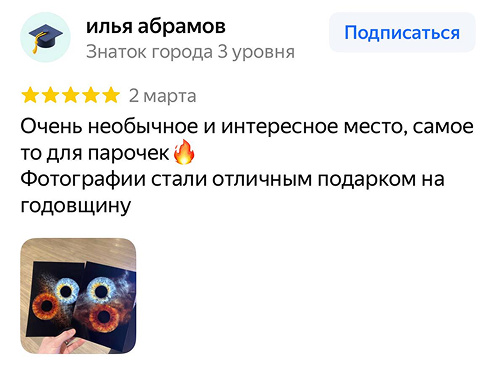 илья абрамов
Знаток города 3 уровня
Подписаться
2 марта
Очень необычное и интересное место, самое
то для парочек🔥
Фотографии стали отличным подарком на
годовщину